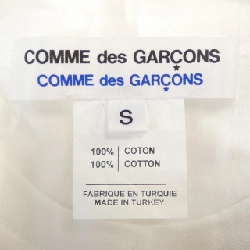 COMME des GARÇONS
COMME des GARÇONS
S
100% | COTON
100% | COTTON
FABRIQUE EN TURQUIE
MADE IN TURKEY